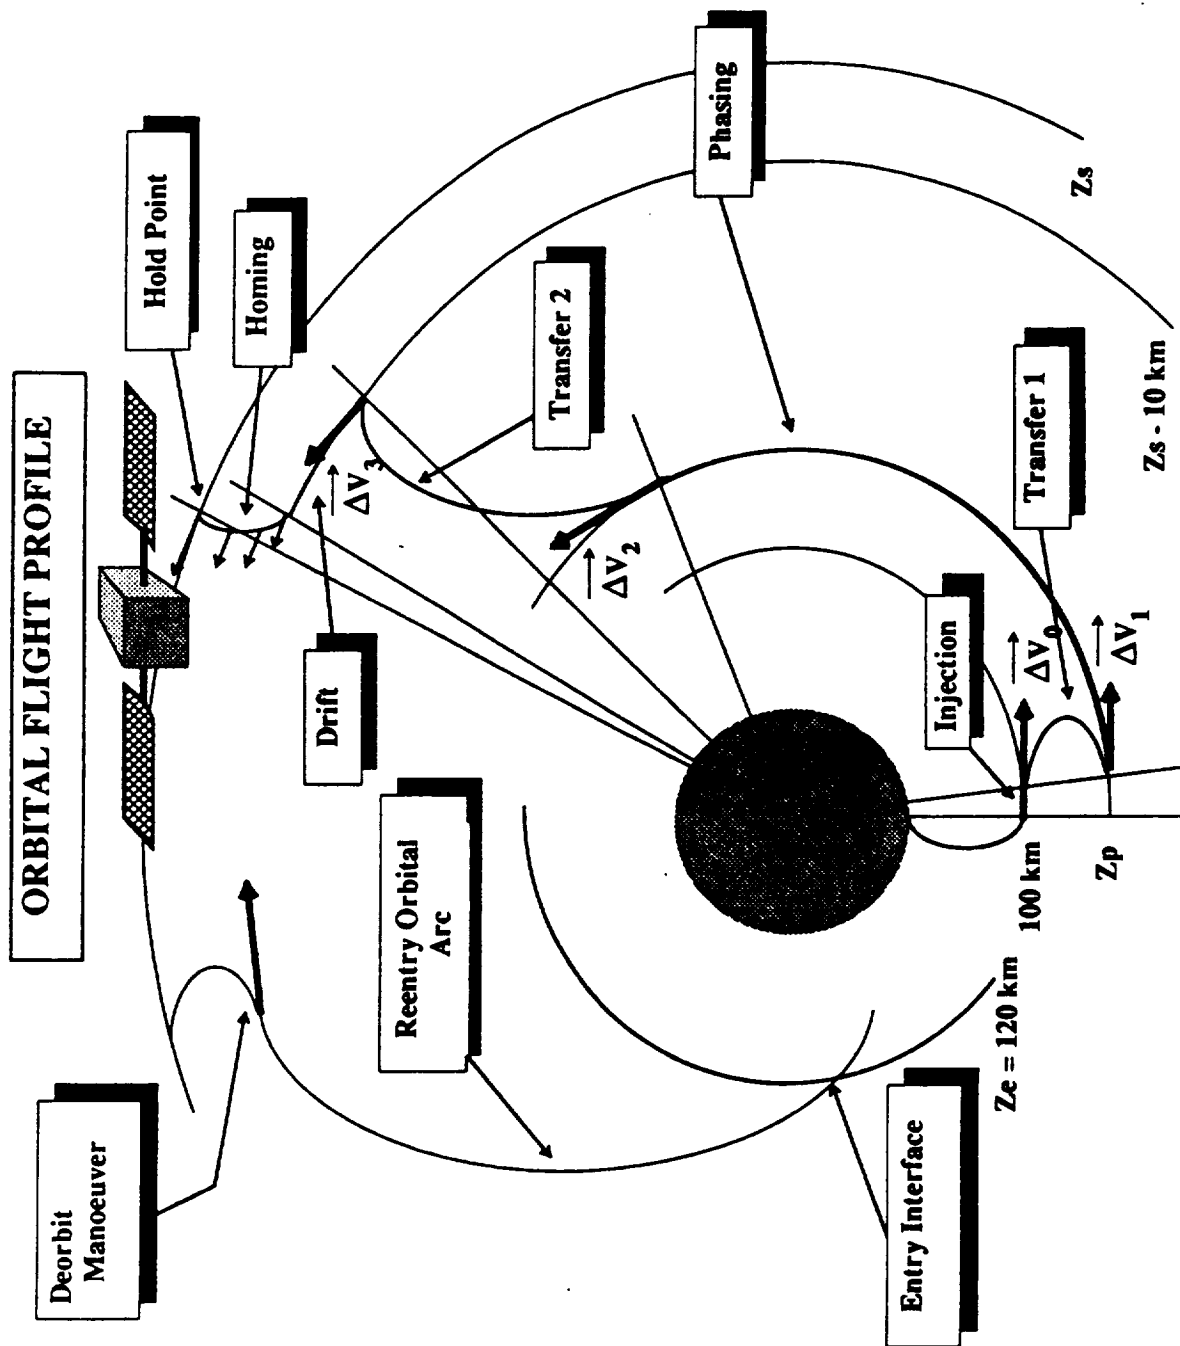 ORBITAL FLIGHT PROFILE
Deorbit
Manoeuver
Hold Point
Homing
Phasing
Drift
ΔV3
Transfer 2
ΔV2
Reentry Orbital
Arc
Injection
ΔV0
Transfer 1
ΔV1
Entry Interface
Ze = 120 km
100 km
Zp
Zs - 10 km
Zs